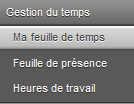 Gestion du temps
Ma feuille de temps
Feuille de présence
Heures de travail